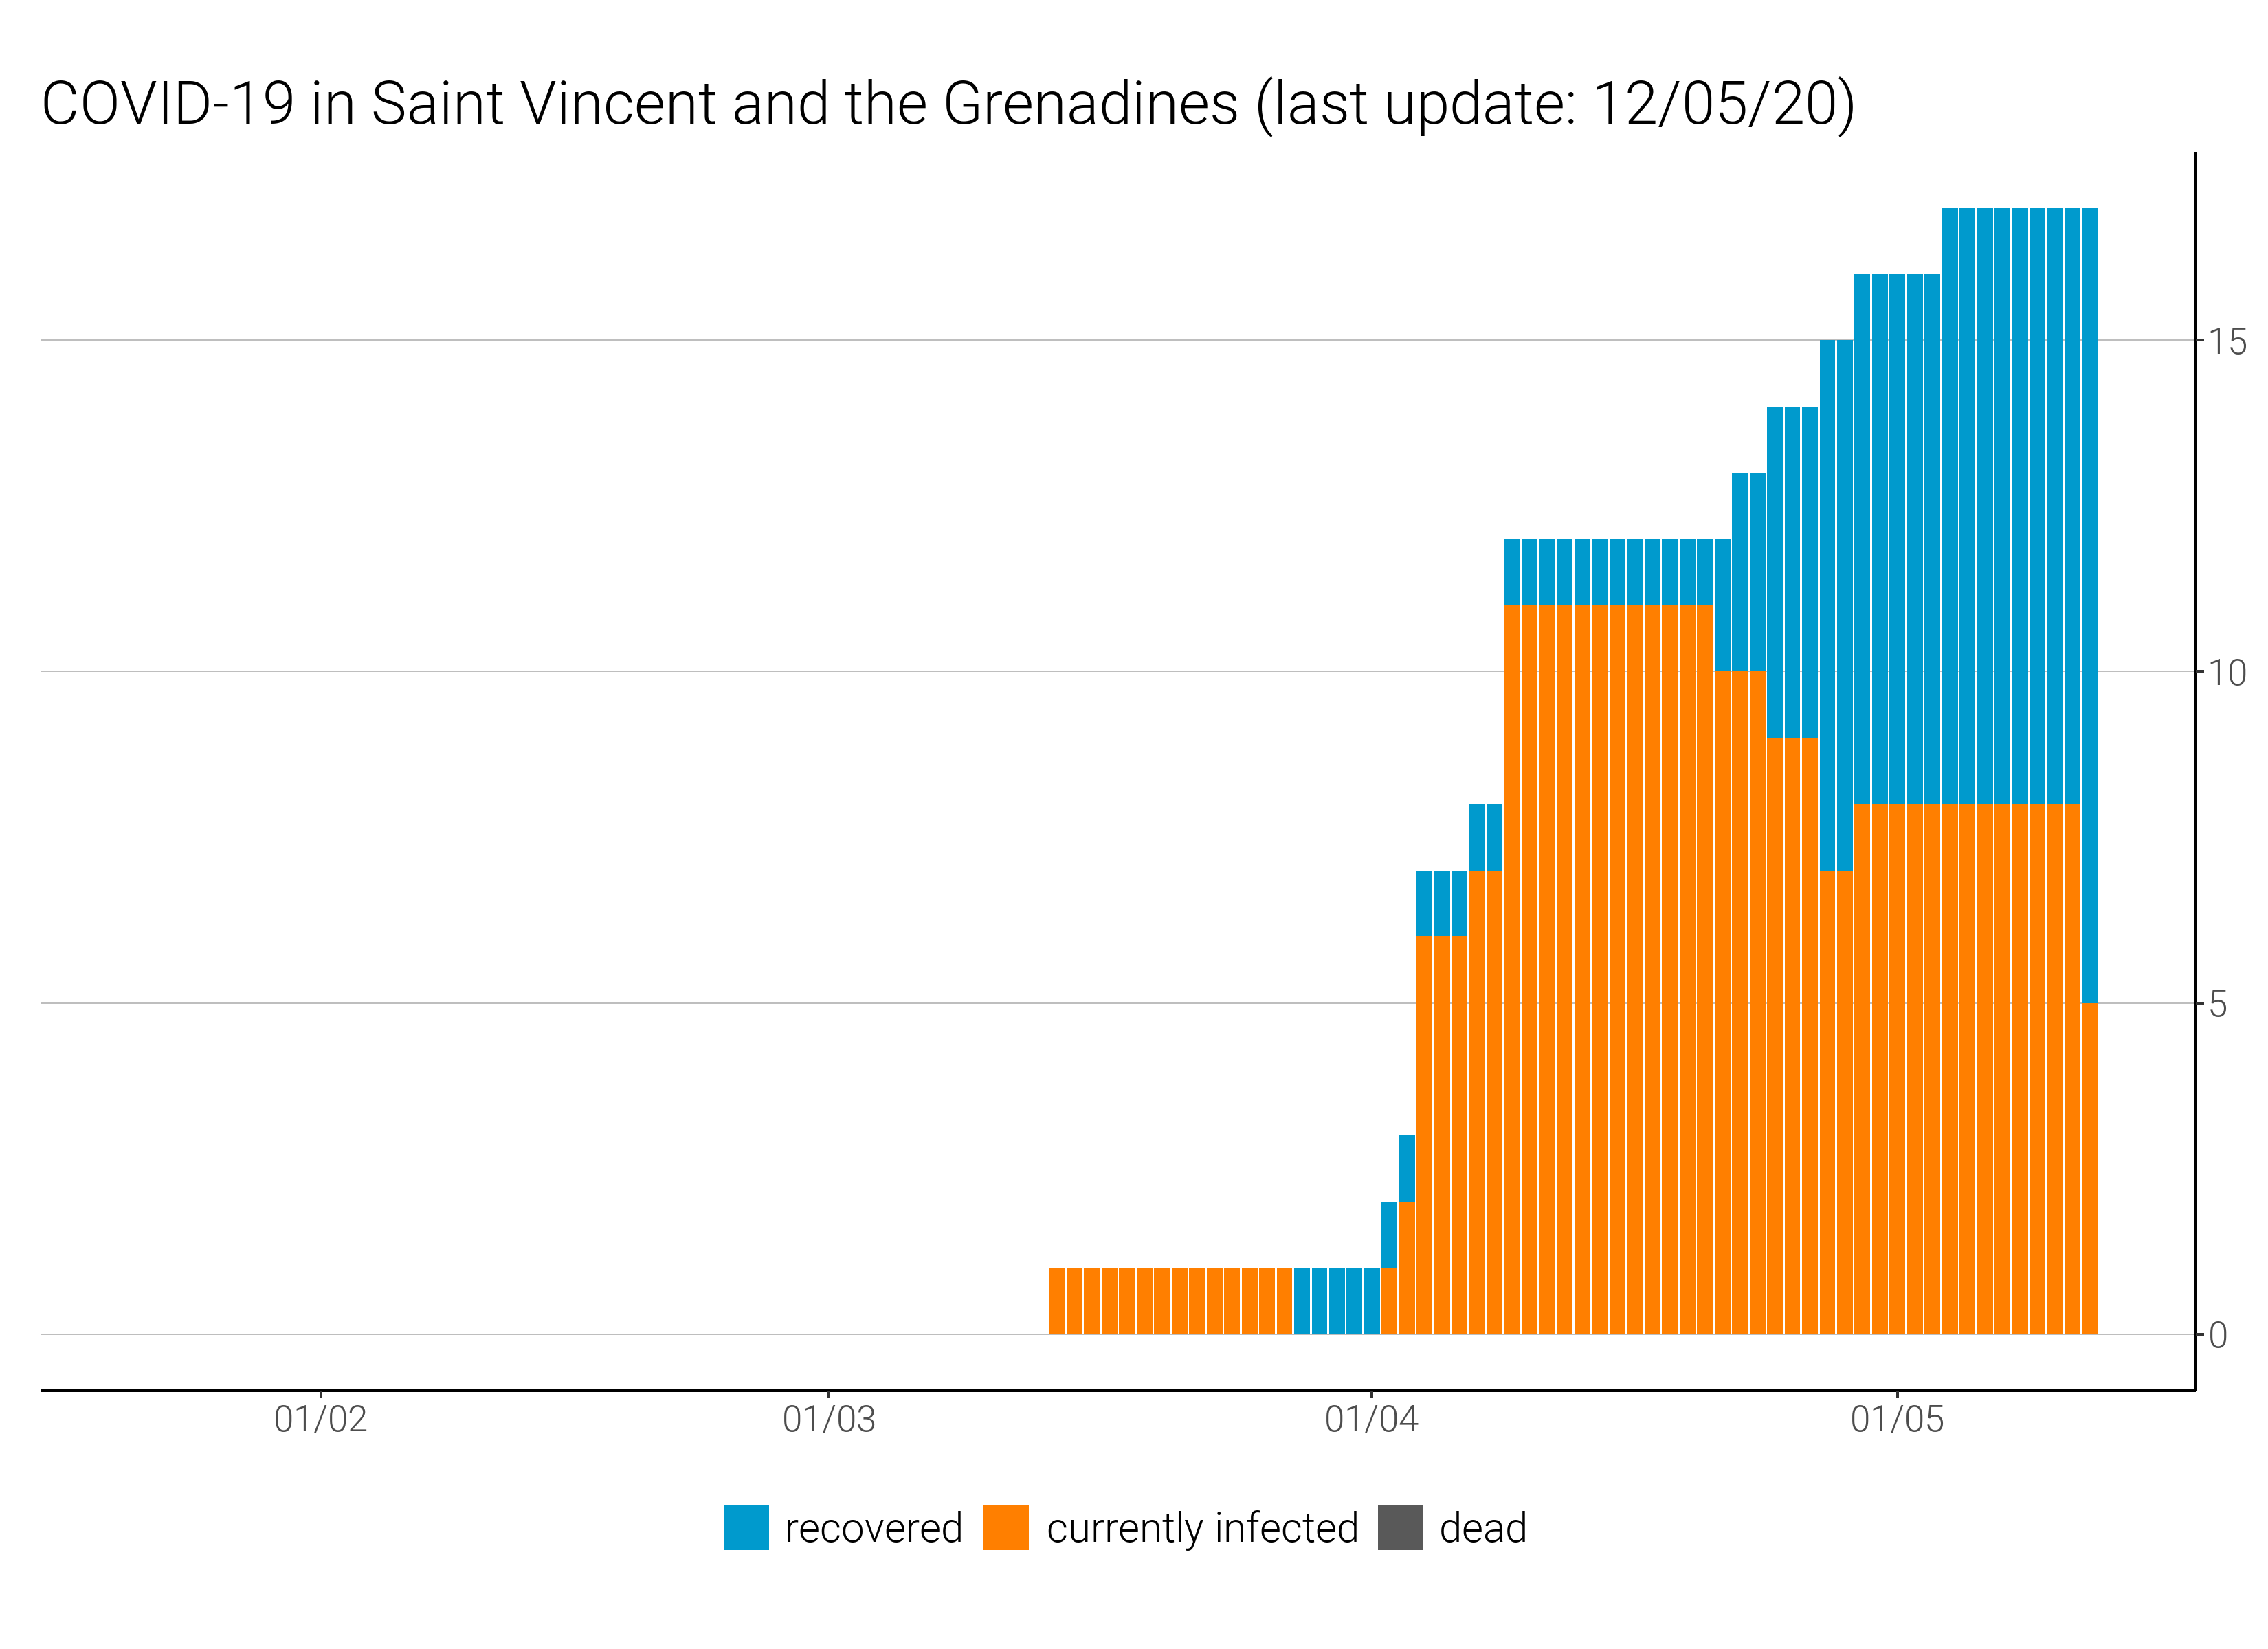 COVID-19 in Saint Vincent and the Grenadines (last update: 12/05/20)
15
10
5
0
01/02 01/03 01/04 01/05
recovered currently infected dead